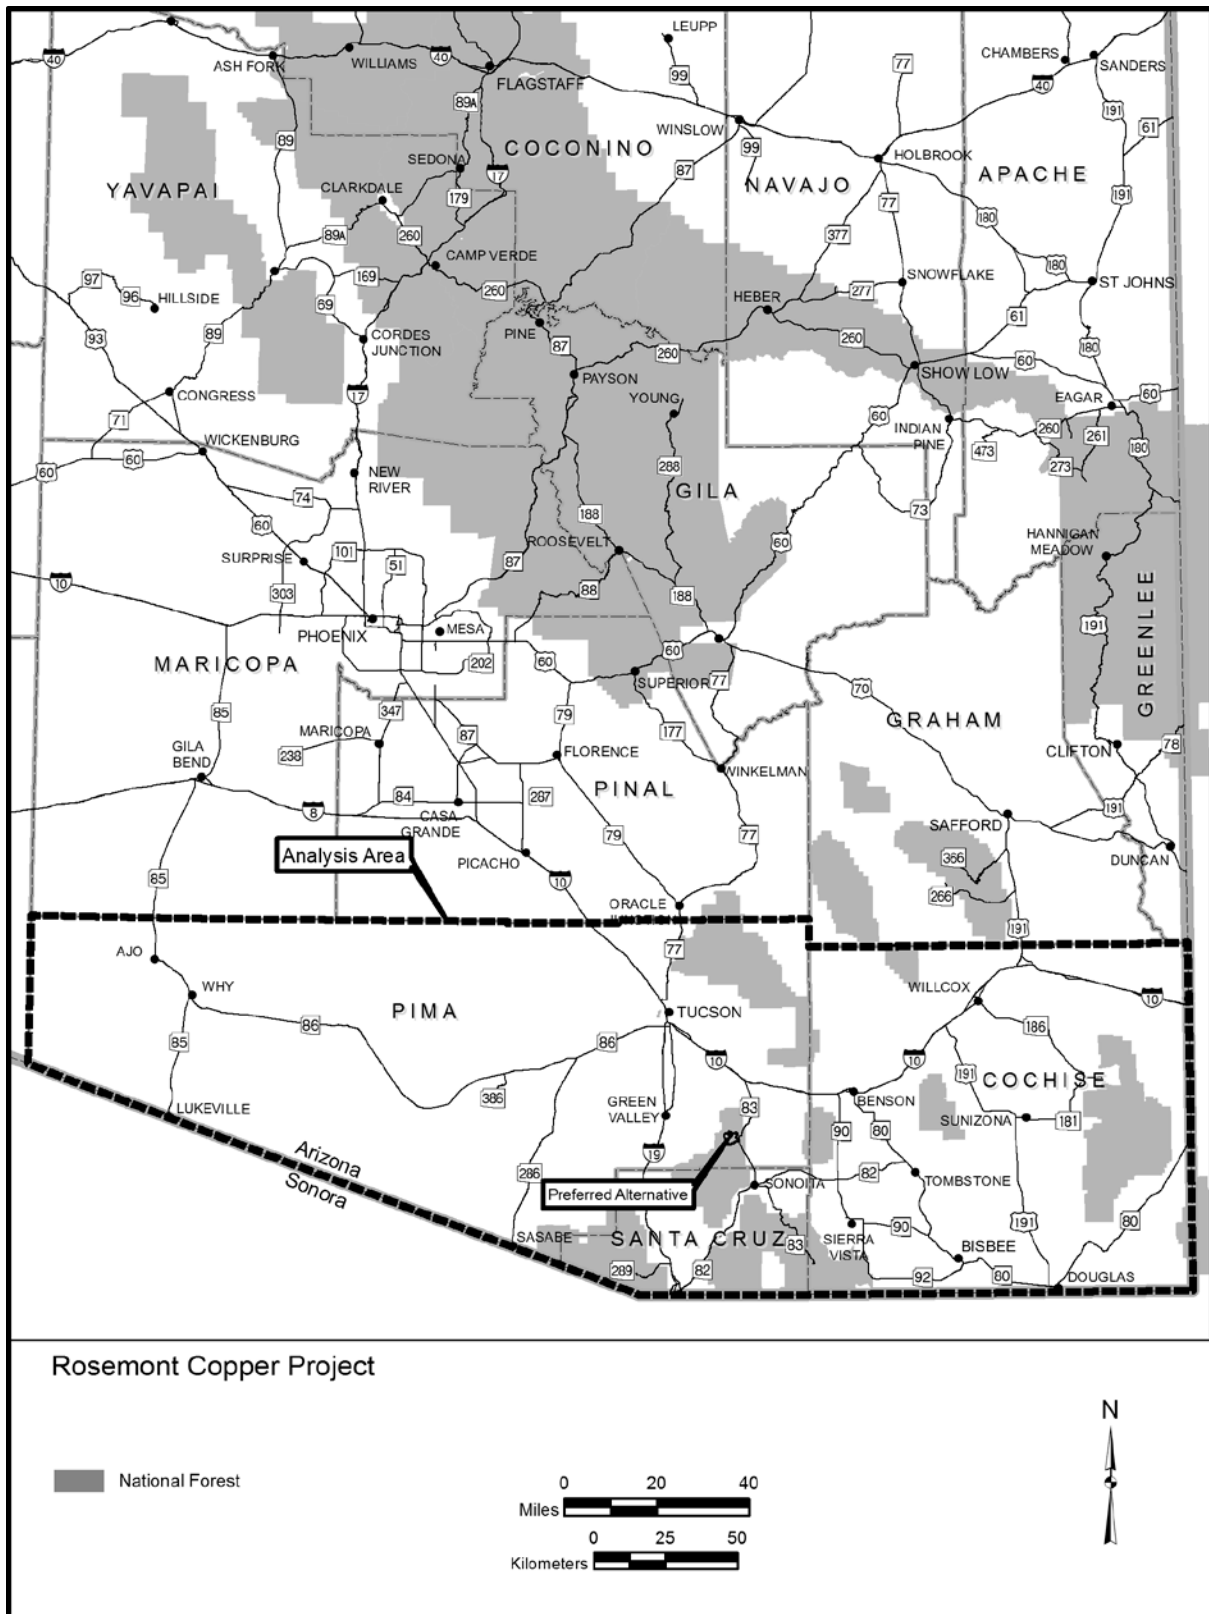 LEUPP
CHAMBERS
SANDERS
40
ASH FORK
WILLIAMS
40
FLAGSTAFF
99
77
40
191
89A
89
WINSLOW
99
COCONINO
87
HOLBROOK
61
SEDONA
17
NAVAJO
APACHE
YAVAPAI
CLARKDALE
179
77
180
191
89A
260
377
CAMP VERDE
180
97
96
HILLSIDE
169
69
260
277
SNOWFLAKE
ST JOHNS
HEBER
61
93
89
CORDES
JUNCTION
PINE
87
260
260
180
PAYSON
SHOW LOW
60
CONGRESS
17
YOUNG
60
EAGAR
60
71
WICKENBURG
INDIAN
PINE
260
261
180
60
60
NEW
RIVER
288
473
273
74
GILA
73
60
188
ROOSEVELT
60
HANNIGAN
MEADOW
SURPRISE
101
51
87
10
303
88
188
GREENLEE
PHOENIX
MESA
191
MARICOPA
202
60
60
SUPERIOR
77
70
85
347
79
177
GRAHAM
MARICOPA
87
238
FLORENCE
CLIFTON
78
GILA
BEND
WINKELMAN
PINAL
8
84
287
191
CASA
GRANDE
79
77
SAFFORD
Analysis Area
PICACHO
366
DUNCAN
85
10
266
ORACLE
JUNCTION
191
77
AJO
WHY
PIMA
TUCSON
WILLCOX
10
86
85
86
186
10
10
191
COCHISE
386
GREEN
VALLEY
83
BENSON
LUKEVILLE
SUNIZONA
181
90
80
Arizona
Sonora
19
286
Preferred Alternative
SONOITA
82
TOMBSTONE
SANTA CRUZ
SIERRA
VISTA
90
191
80
SASABE
83
BISBEE
289
82
92
80
DOUGLAS
Rosemont Copper Project
N
National Forest
0 20 40
Miles
0 25 50
Kilometers